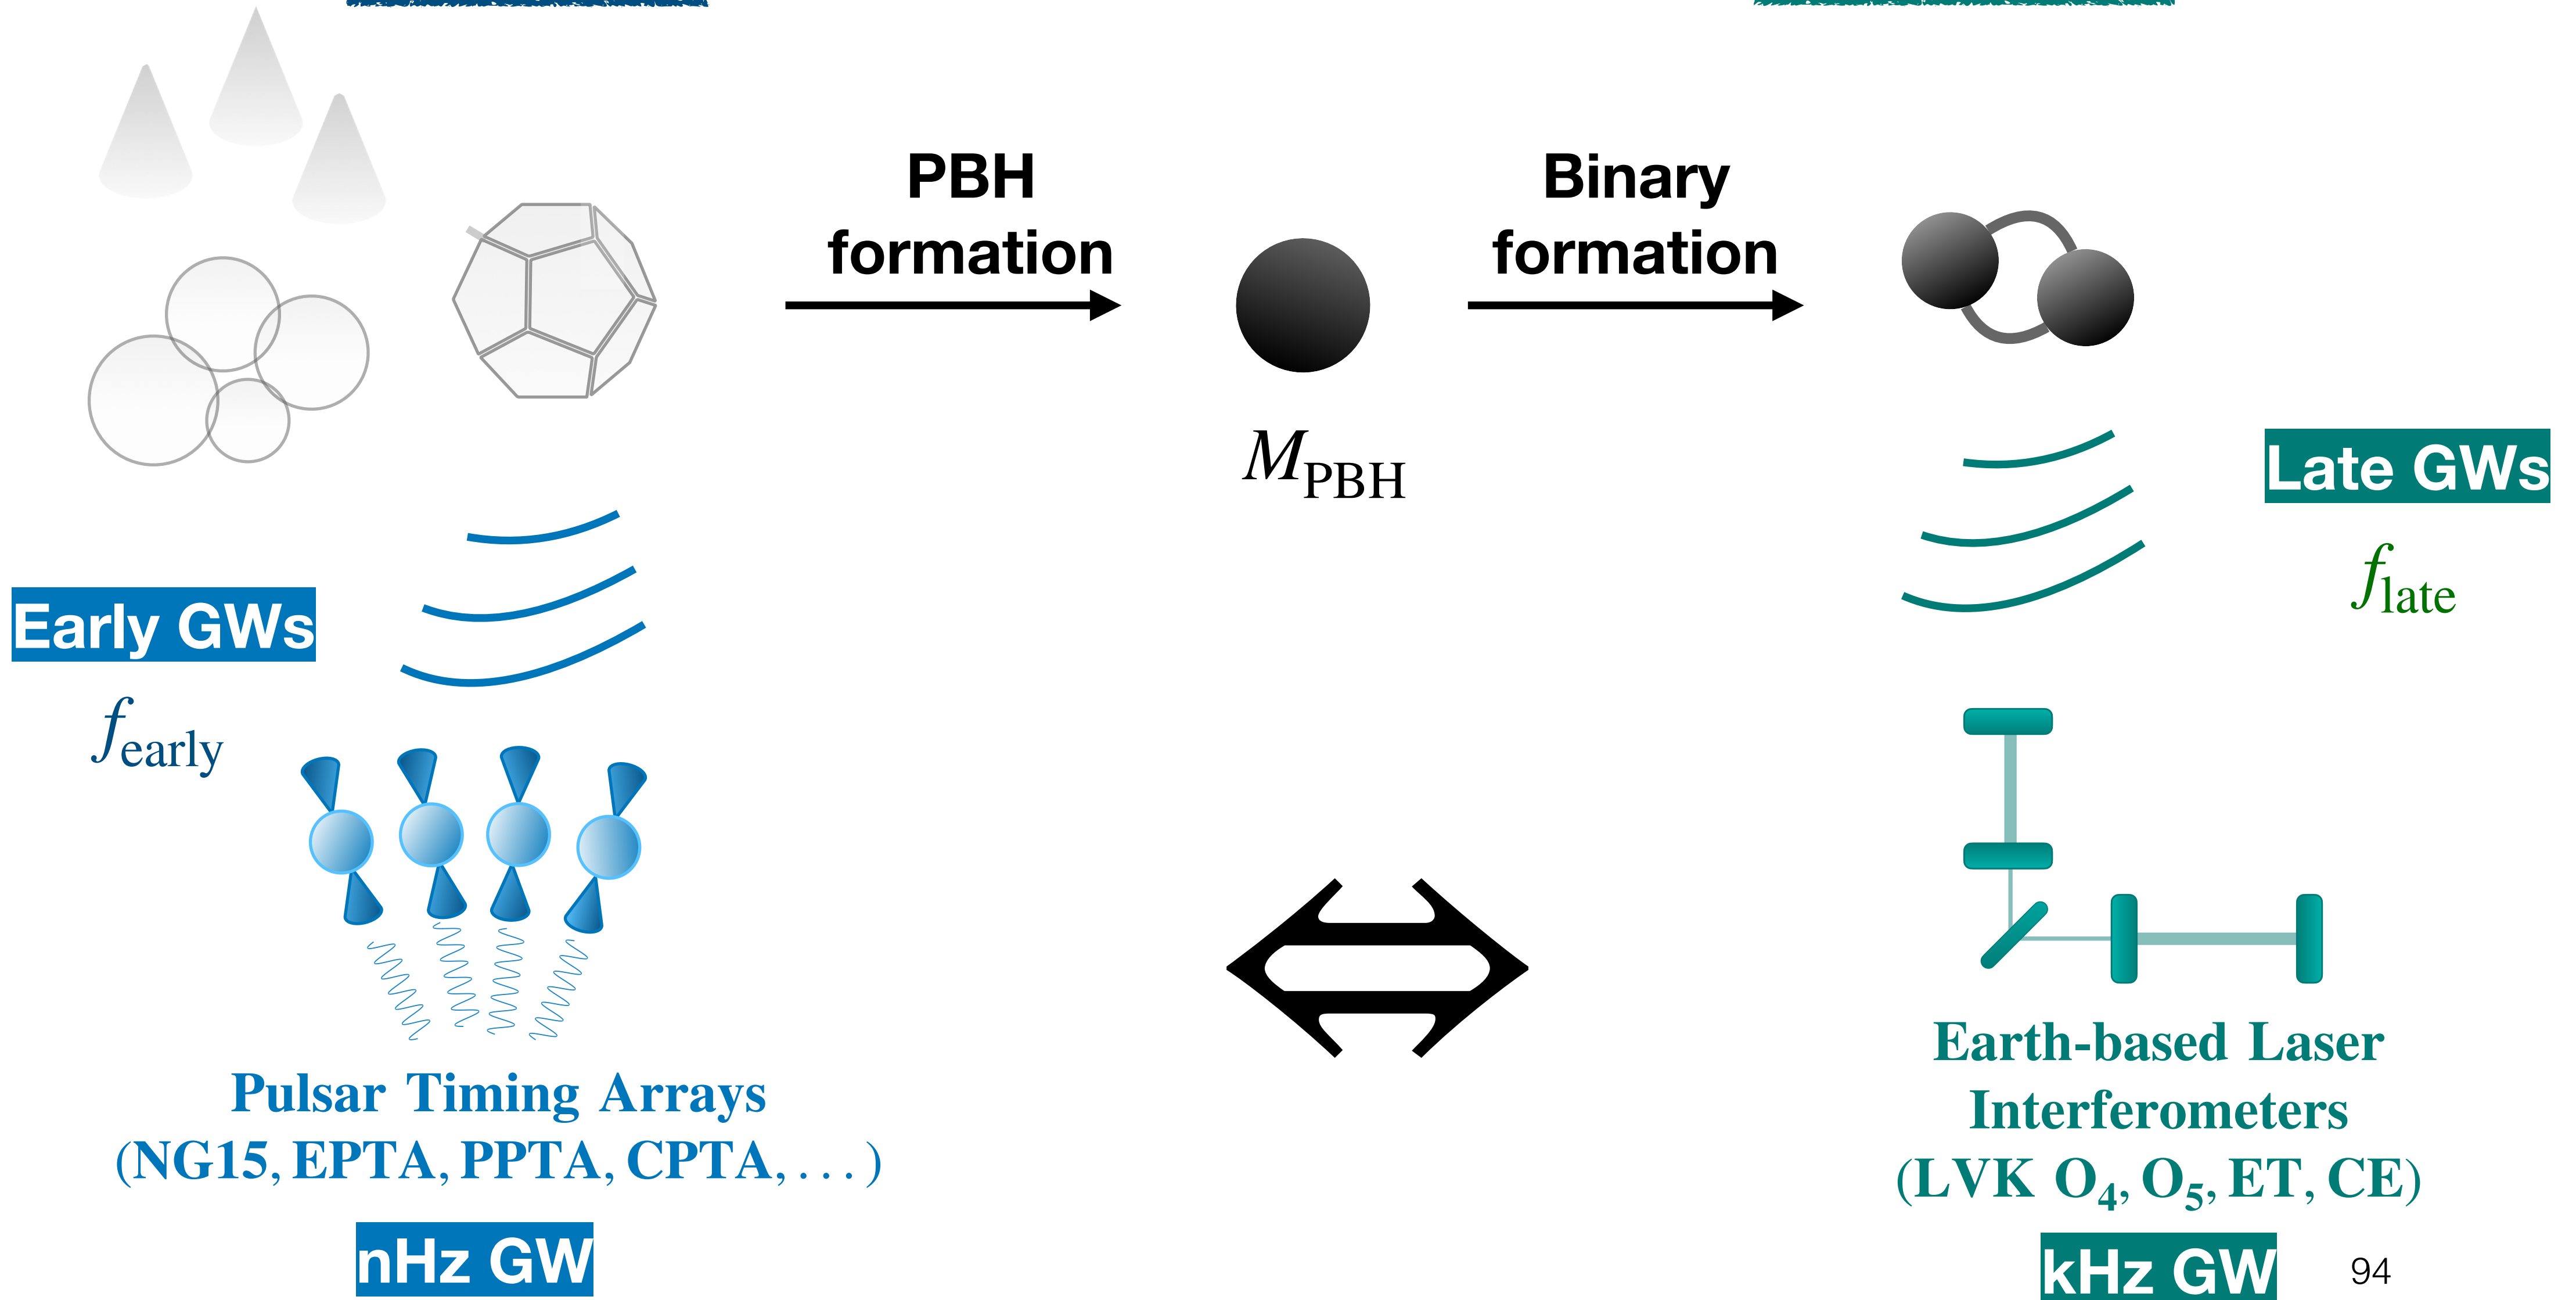 PBH
formation
Binary
formation
M_PBH
Late GWs
f_late
Early GWs
f_early
Pulsar Timing Arrays
(NG15, EPTA, PPTA, CPTA, . . . )
nHz GW
Earth-based Laser
Interferometers
(LVK O₄, O₅, ET, CE)
kHz GW
94